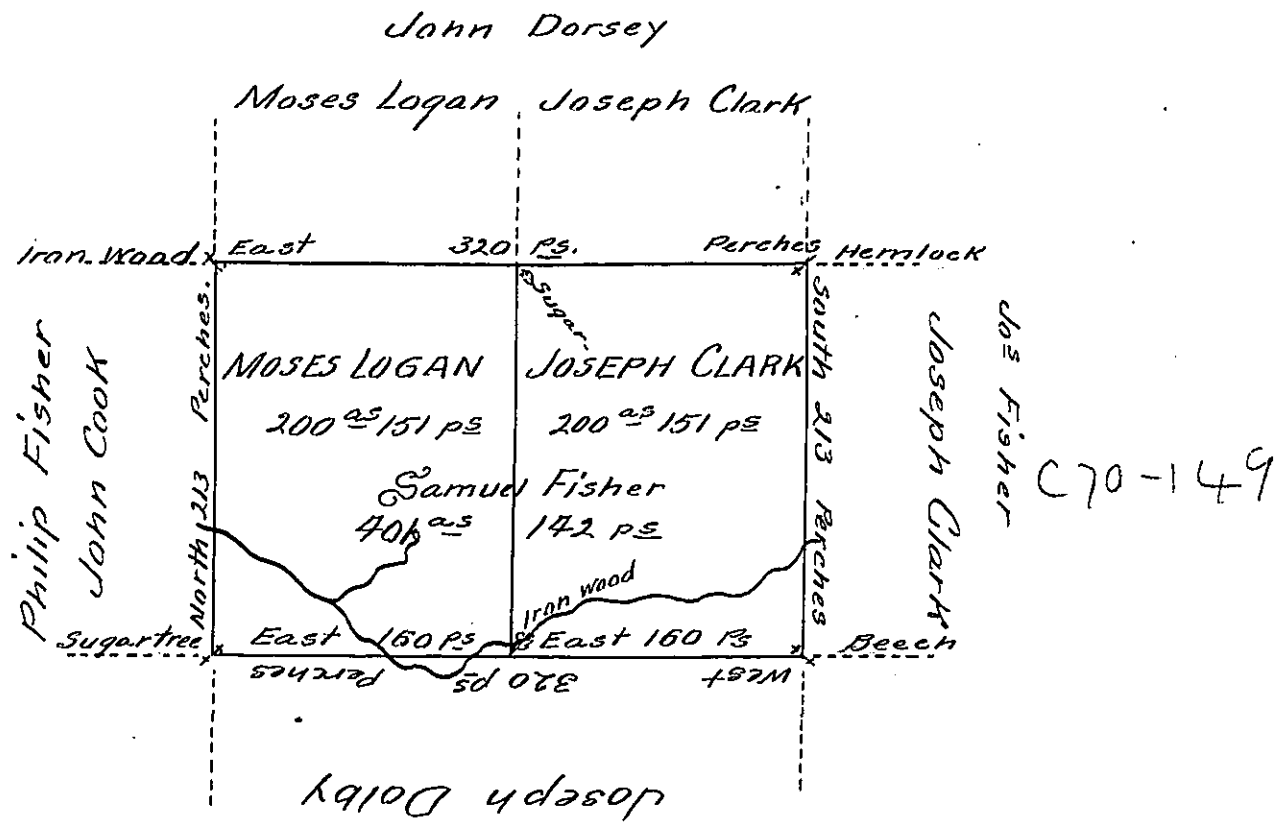 John Dorsey
Moses Logan Joseph Clark
Iron Wood. East 320 Ps. Perches Hemlock
Sugar.
Perches.
North 213
Philip Fisher
John Cook
MOSES LOGAN JOSEPH CLARK
200 as 151 ps 200 as 151 ps
Samuel Fisher
401 as 142 ps
South 213 Perches
Joseph Clark
Jos Fisher
C70-149
Iron Wood
Sugartree East 160 Ps East 160 Ps Beech
West 320 ps Perches
Joseph Dolby